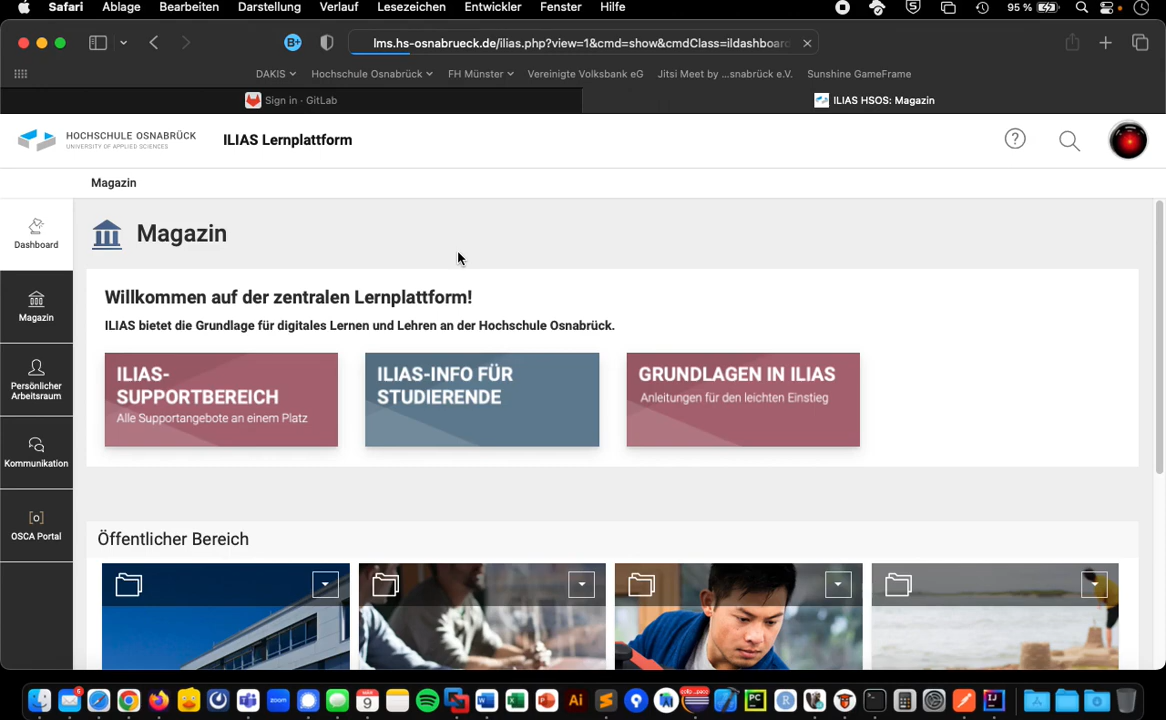 Safari Ablage Bearbeiten Darstellung Verlauf Lesezeichen Entwickler Fenster Hilfe 95 %
lms.hs-osnabrueck.de/ilias.php?view=1&cmd=show&cmdClass=ildashboard
DAKIS Hochschule Osnabrück FH Münster Vereinigte Volksbank eG Jitsi Meet by ...snabrück e.V. Sunshine GameFrame
Sign in · GitLab ILIAS HSOS: Magazin
HOCHSCHULE OSNABRÜCK
UNIVERSITY OF APPLIED SCIENCES
ILIAS Lernplattform
Magazin
Dashboard
Magazin
Persönlicher
Arbeitsraum
Kommunikation
[o]
OSCA Portal
Magazin
Willkommen auf der zentralen Lernplattform!
ILIAS bietet die Grundlage für digitales Lernen und Lehren an der Hochschule Osnabrück.
ILIAS-
SUPPORTBEREICH
Alle Supportangebote an einem Platz
ILIAS-INFO FÜR
STUDIERENDE
GRUNDLAGEN IN ILIAS
Anleitungen für den leichten Einstieg
Öffentlicher Bereich